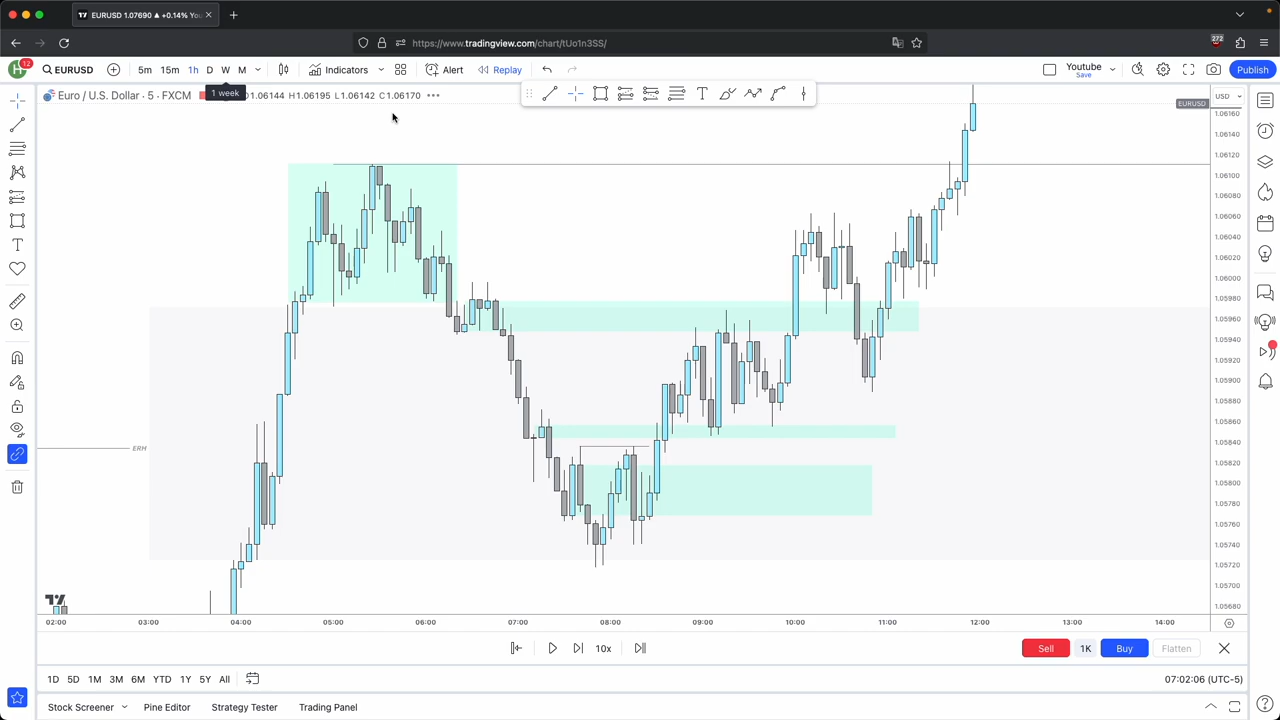 EURUSD 1.07690 ▲ +0.14% Yo
https://www.tradingview.com/chart/tUo1n3SS/
272
H
12
EURUSD
5m 15m 1h D W M
Indicators
Alert
Replay
Youtube
Save
Publish
Euro / U.S. Dollar · 5 · FXCM
1 week
O1.06144 H1.06195 L1.06142 C1.06170
USD
EURUSD
1.06160
1.06140
1.06120
1.06100
1.06080
1.06060
1.06040
1.06020
1.06000
1.05980
1.05960
1.05940
1.05920
1.05900
1.05880
1.05860
1.05840
1.05820
1.05800
1.05780
1.05760
1.05740
1.05720
1.05700
1.05680
ERH
02:00 03:00 04:00 05:00 06:00 07:00 08:00 09:00 10:00 11:00 12:00 13:00 14:00
10x
Sell 1K Buy Flatten
1D 5D 1M 3M 6M YTD 1Y 5Y All
07:02:06 (UTC-5)
Stock Screener Pine Editor Strategy Tester Trading Panel